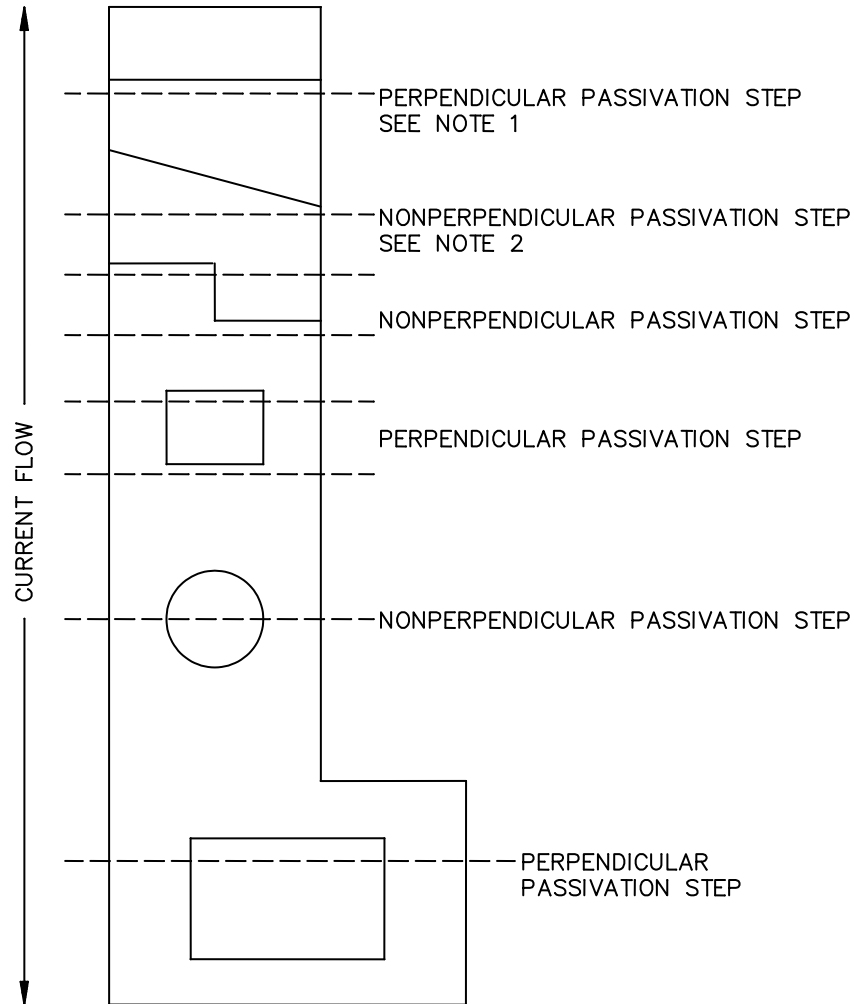 PERPENDICULAR PASSIVATION STEP
SEE NOTE 1
NONPERPENDICULAR PASSIVATION STEP
SEE NOTE 2
NONPERPENDICULAR PASSIVATION STEP
PERPENDICULAR PASSIVATION STEP
CURRENT FLOW
NONPERPENDICULAR PASSIVATION STEP
PERPENDICULAR
PASSIVATION STEP